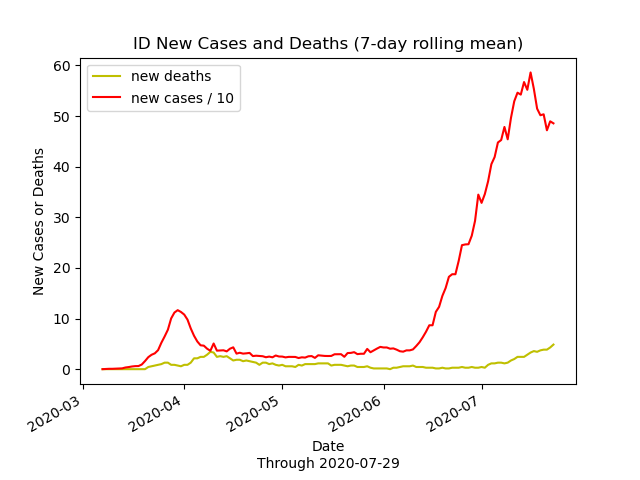 ID New Cases and Deaths (7-day rolling mean)
new deaths
new cases / 10
New Cases or Deaths
60
50
40
30
20
10
0
2020-03
2020-04
2020-05
2020-06
2020-07
Date
Through 2020-07-29